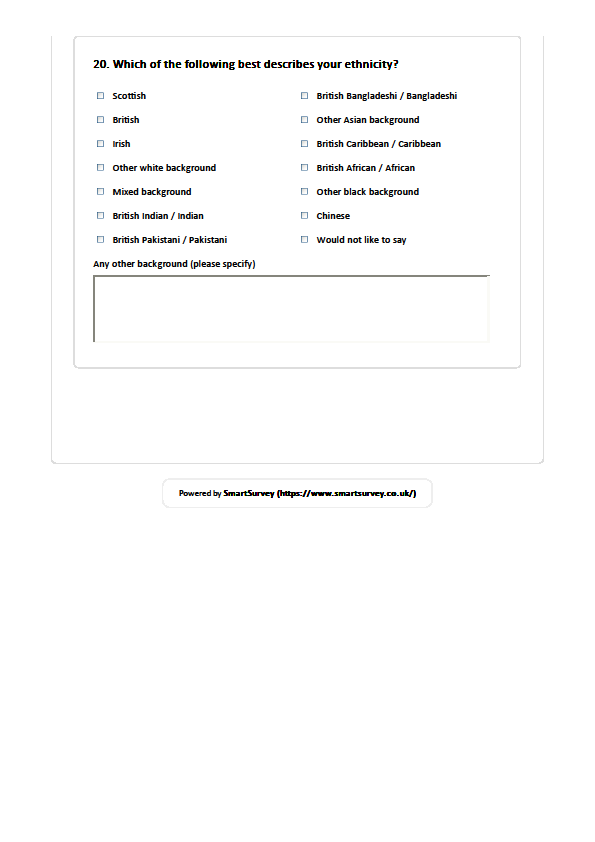 20. Which of the following best describes your ethnicity?
Scottish
British
Irish
Other white background
Mixed background
British Indian / Indian
British Pakistani / Pakistani
British Bangladeshi / Bangladeshi
Other Asian background
British Caribbean / Caribbean
British African / African
Other black background
Chinese
Would not like to say
Any other background (please specify)
Powered by SmartSurvey (https://www.smartsurvey.co.uk/)